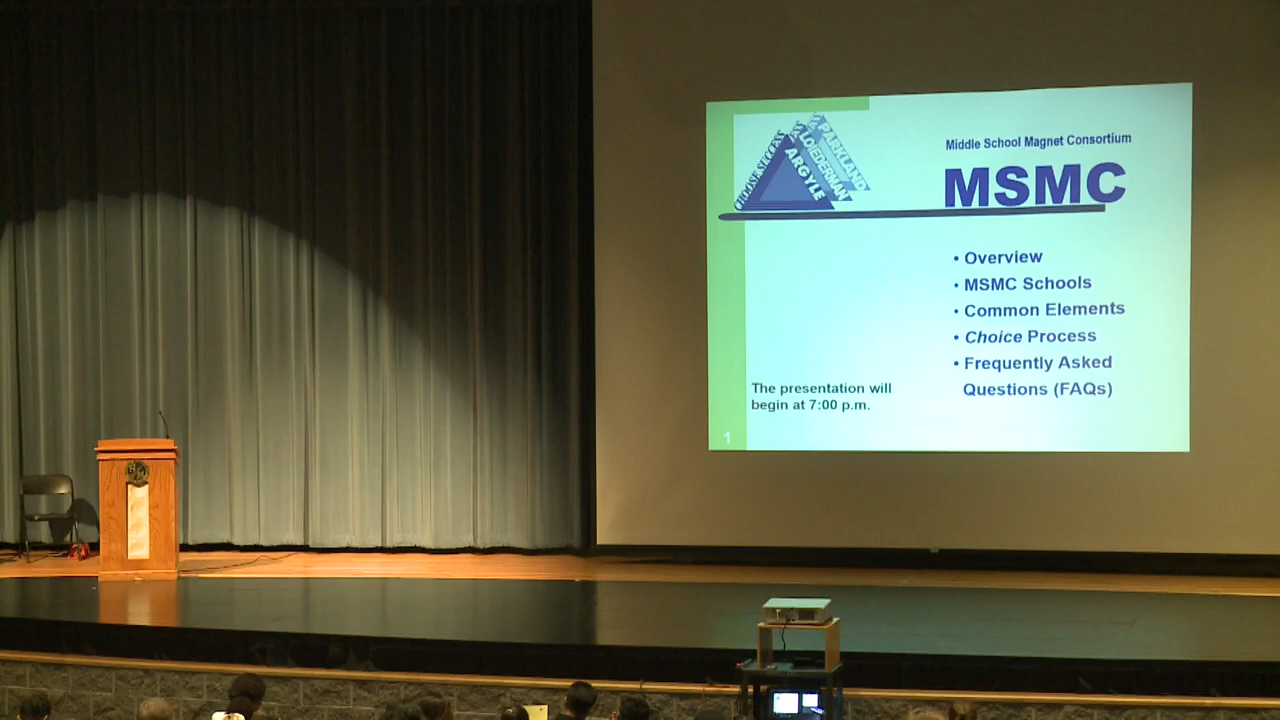 CHOOSE SUCCESS
PARKLAND
LOIEDERMAN
ARGYLE
Middle School Magnet Consortium
MSMC
• Overview
• MSMC Schools
• Common Elements
• Choice Process
• Frequently Asked
Questions (FAQs)
The presentation will
begin at 7:00 p.m.
1